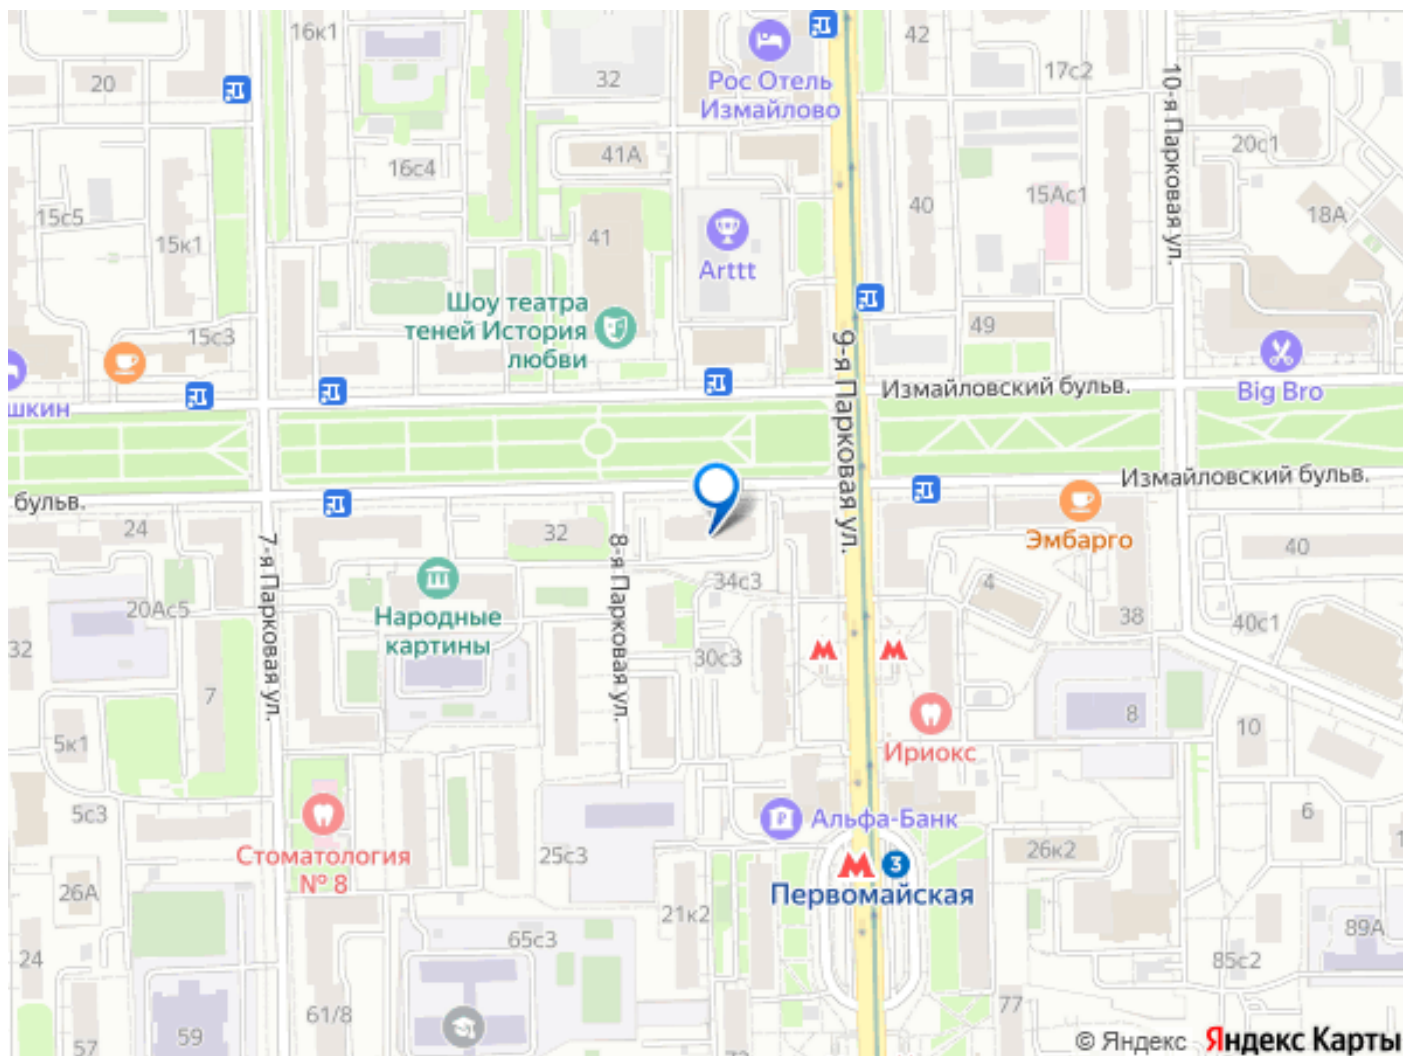 16к1
42
20
32
Рос Отель
Измайлово
17с2
10-я Парковая ул.
20с1
41А
16с4
15Ас1
40
18А
15с5
15к1
41
Arttt
Шоу театра
теней История
любви
49
15с3
9-я Парковая ул.
Измайловский бульв.
Big Bro
шкин
Измайловский бульв.
бульв.
24
32
Эмбарго
40
7-я Парковая ул.
8-я Парковая ул.
34с3
4
20Ас5
Народные
картины
38
40с1
32
30с3
7
8
10
5к1
Ириокс
5с3
Альфа-Банк
6
Стоматология
№ 8
25с3
26к2
3
Первомайская
26А
21к2
65с3
89А
24
85с2
61/8
77
59
57
© Яндекс Яндекс Карты